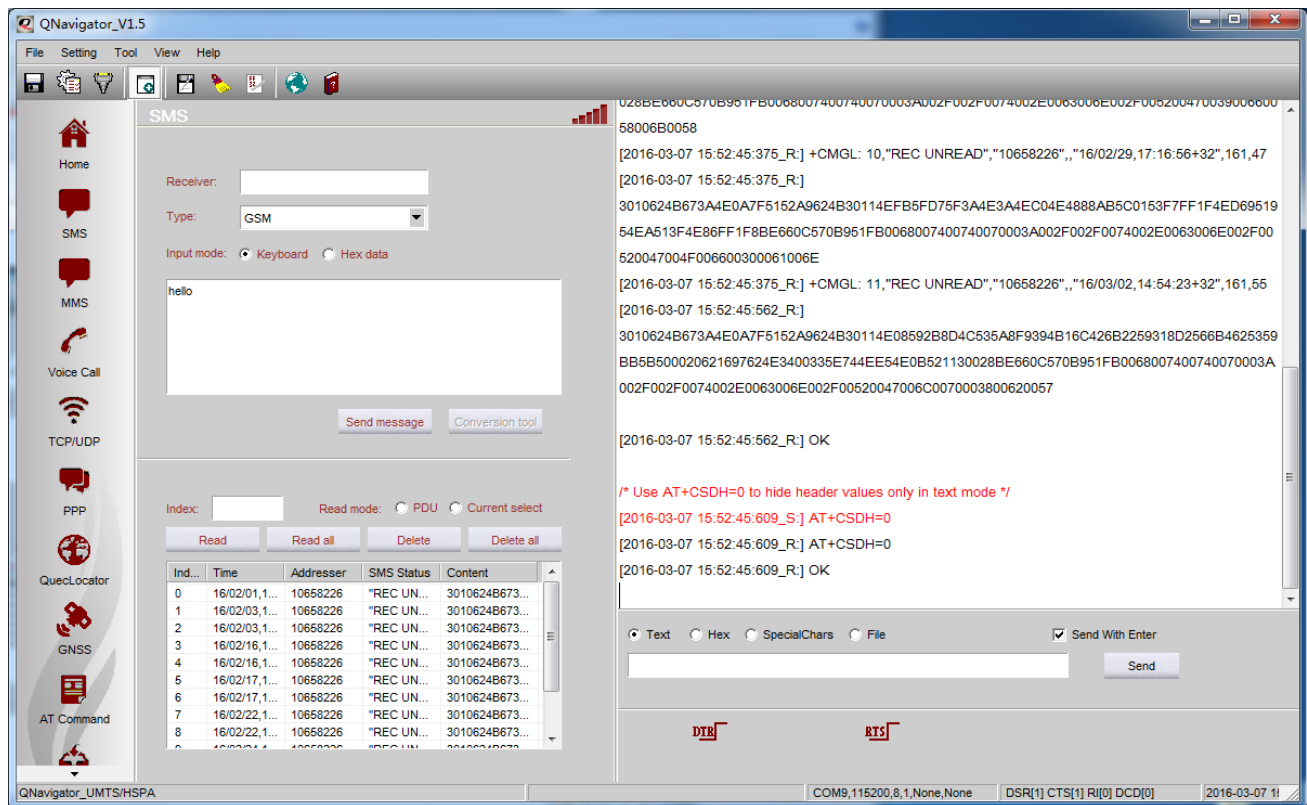 QNavigator_V1.5
File Setting Tool View Help
Home
SMS
MMS
Voice Call
TCP/UDP
PPP
QuecLocator
GNSS
AT Command
SMS
Receiver:
Type: GSM
Input mode: Keyboard Hex data
hello
Send message Conversion tool
Index: Read mode: PDU Current select
Read Read all Delete Delete all
Ind... Time Addresser SMS Status Content
0 16/02/01,1... 10658226 "REC UN... 3010624B673...
1 16/02/03,1... 10658226 "REC UN... 3010624B673...
2 16/02/03,1... 10658226 "REC UN... 3010624B673...
3 16/02/16,1... 10658226 "REC UN... 3010624B673...
4 16/02/16,1... 10658226 "REC UN... 3010624B673...
5 16/02/17,1... 10658226 "REC UN... 3010624B673...
6 16/02/17,1... 10658226 "REC UN... 3010624B673...
7 16/02/22,1... 10658226 "REC UN... 3010624B673...
8 16/02/22,1... 10658226 "REC UN... 3010624B673...
028BE660C570B951FB0068007400740070003A002F002F0074002E0063006E002F005200470039006600
58006B0058
[2016-03-07 15:52:45:375_R:] +CMGL: 10,"REC UNREAD","10658226",,"16/02/29,17:16:56+32",161,47
[2016-03-07 15:52:45:375_R:]
3010624B673A4E0A7F5152A9624B30114EFB5FD75F3A4E3A4EC04E4888AB5C0153F7FF1F4ED69519
54EA513F4E86FF1F8BE660C570B951FB0068007400740070003A002F002F0074002E0063006E002F00
520047004F006600300061006E
[2016-03-07 15:52:45:375_R:] +CMGL: 11,"REC UNREAD","10658226",,"16/03/02,14:54:23+32",161,55
[2016-03-07 15:52:45:562_R:]
3010624B673A4E0A7F5152A9624B30114E08592B8D4C535A8F9394B16C426B2259318D2566B4625359
BB5B500020621697624E3400335E744EE54E0B521130028BE660C570B951FB0068007400740070003A
002F002F0074002E0063006E002F00520047006C0070003800620057
[2016-03-07 15:52:45:562_R:] OK
/* Use AT+CSDH=0 to hide header values only in text mode */
[2016-03-07 15:52:45:609_S:] AT+CSDH=0
[2016-03-07 15:52:45:609_R:] AT+CSDH=0
[2016-03-07 15:52:45:609_R:] OK
Text Hex SpecialChars File Send With Enter
Send
DTR RTS
QNavigator_UMTS/HSPA COM9,115200,8,1,None,None DSR[1] CTS[1] RI[0] DCD[0] 2016-03-07